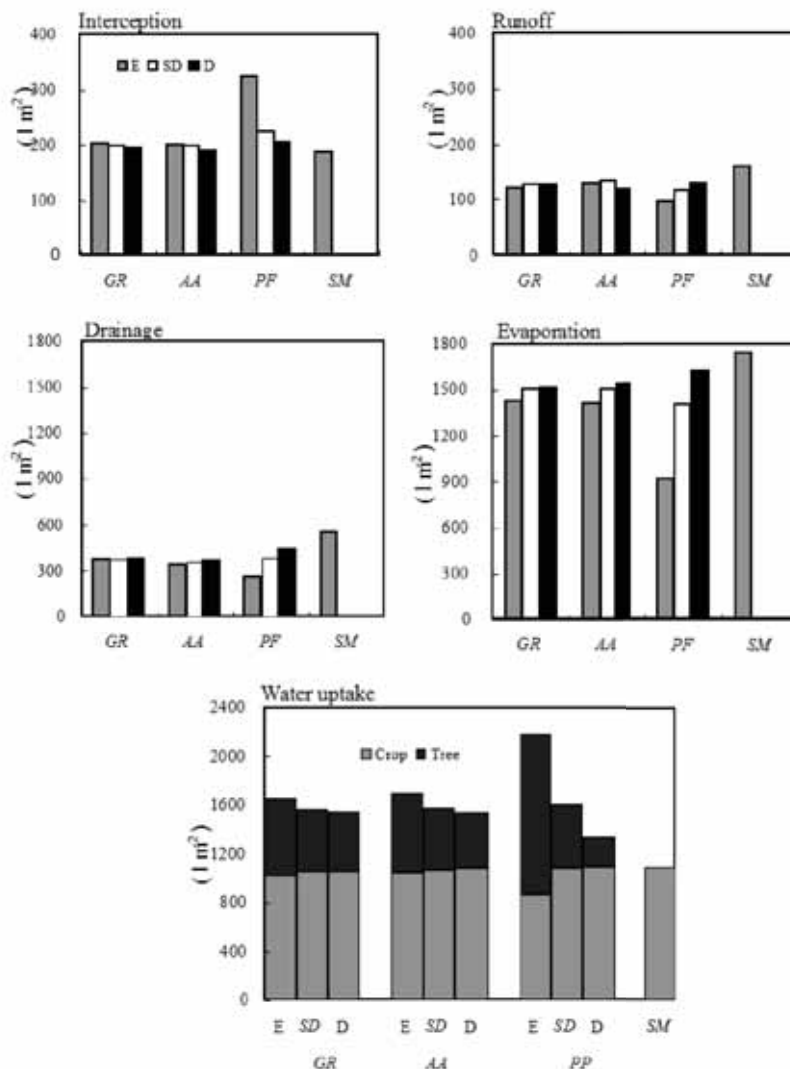 Interception
400
300
200
100
0
( l m²)
E SD D
GR AA PF SM
Runoff
400
300
200
100
0
( l m²)
GR AA PF SM
Drainage
1800
1500
1200
900
600
300
0
( l m²)
GR AA PF SM
Evaporation
1800
1500
1200
900
600
300
0
( l m²)
GR AA PF SM
Water uptake
2400
2000
1600
1200
800
400
0
( l m²)
Crop Tree
E SD D E SD D E SD D SM
GR AA PP